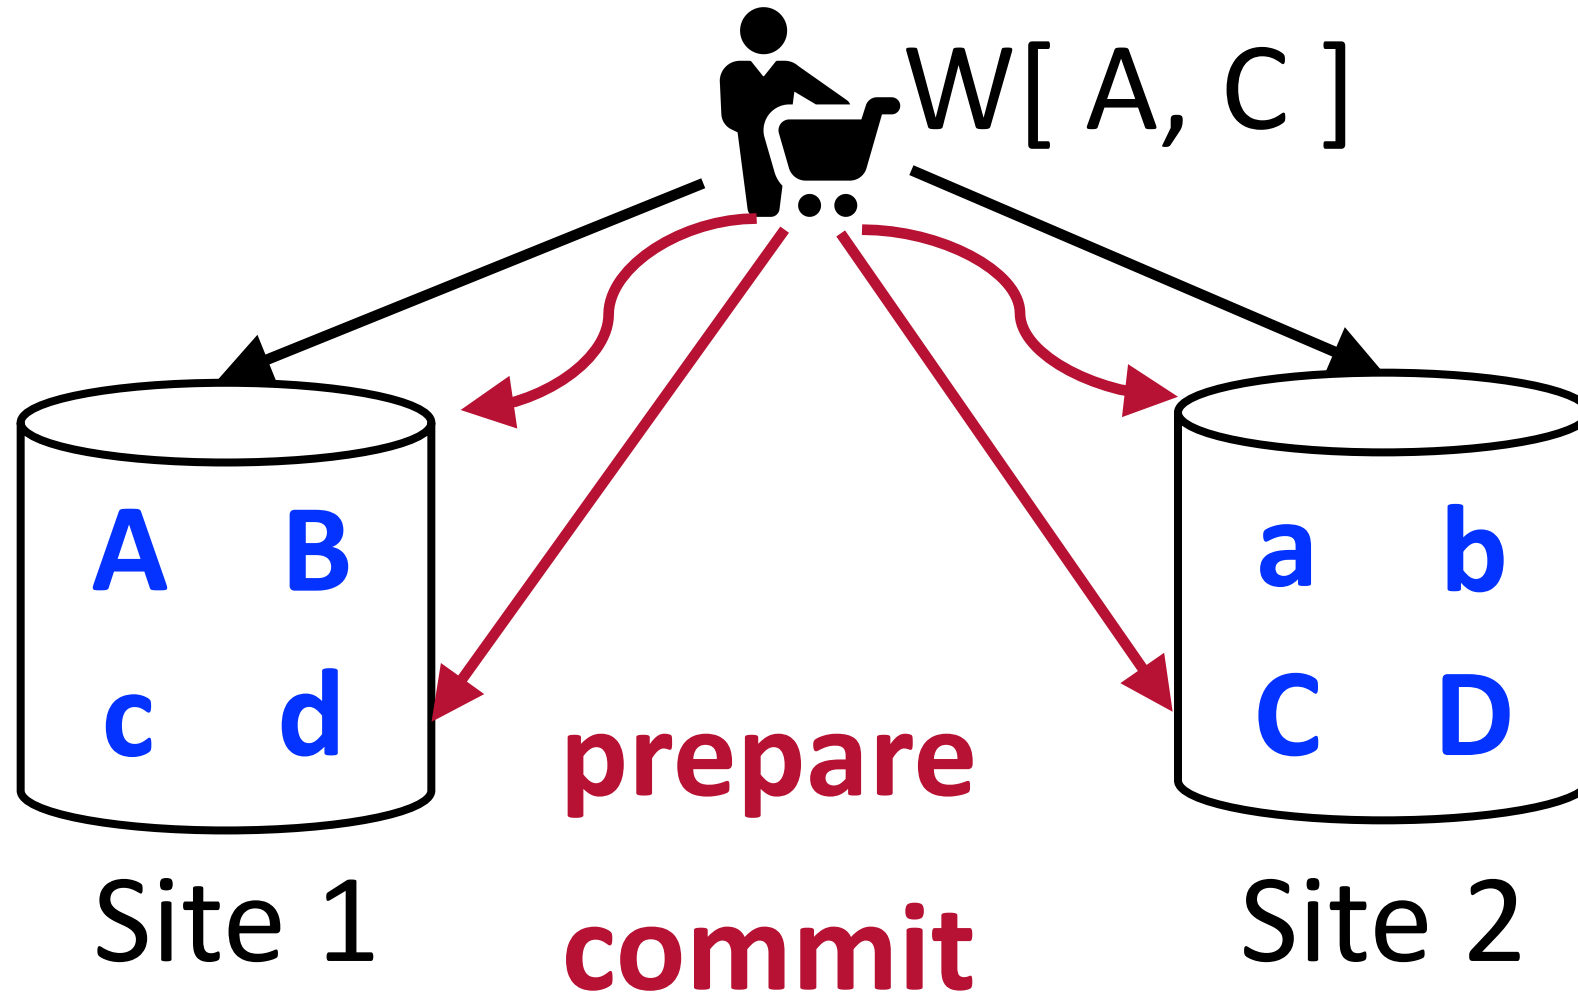 W[ A, C ]
A B
c d
a b
C D
prepare
commit
Site 1
Site 2